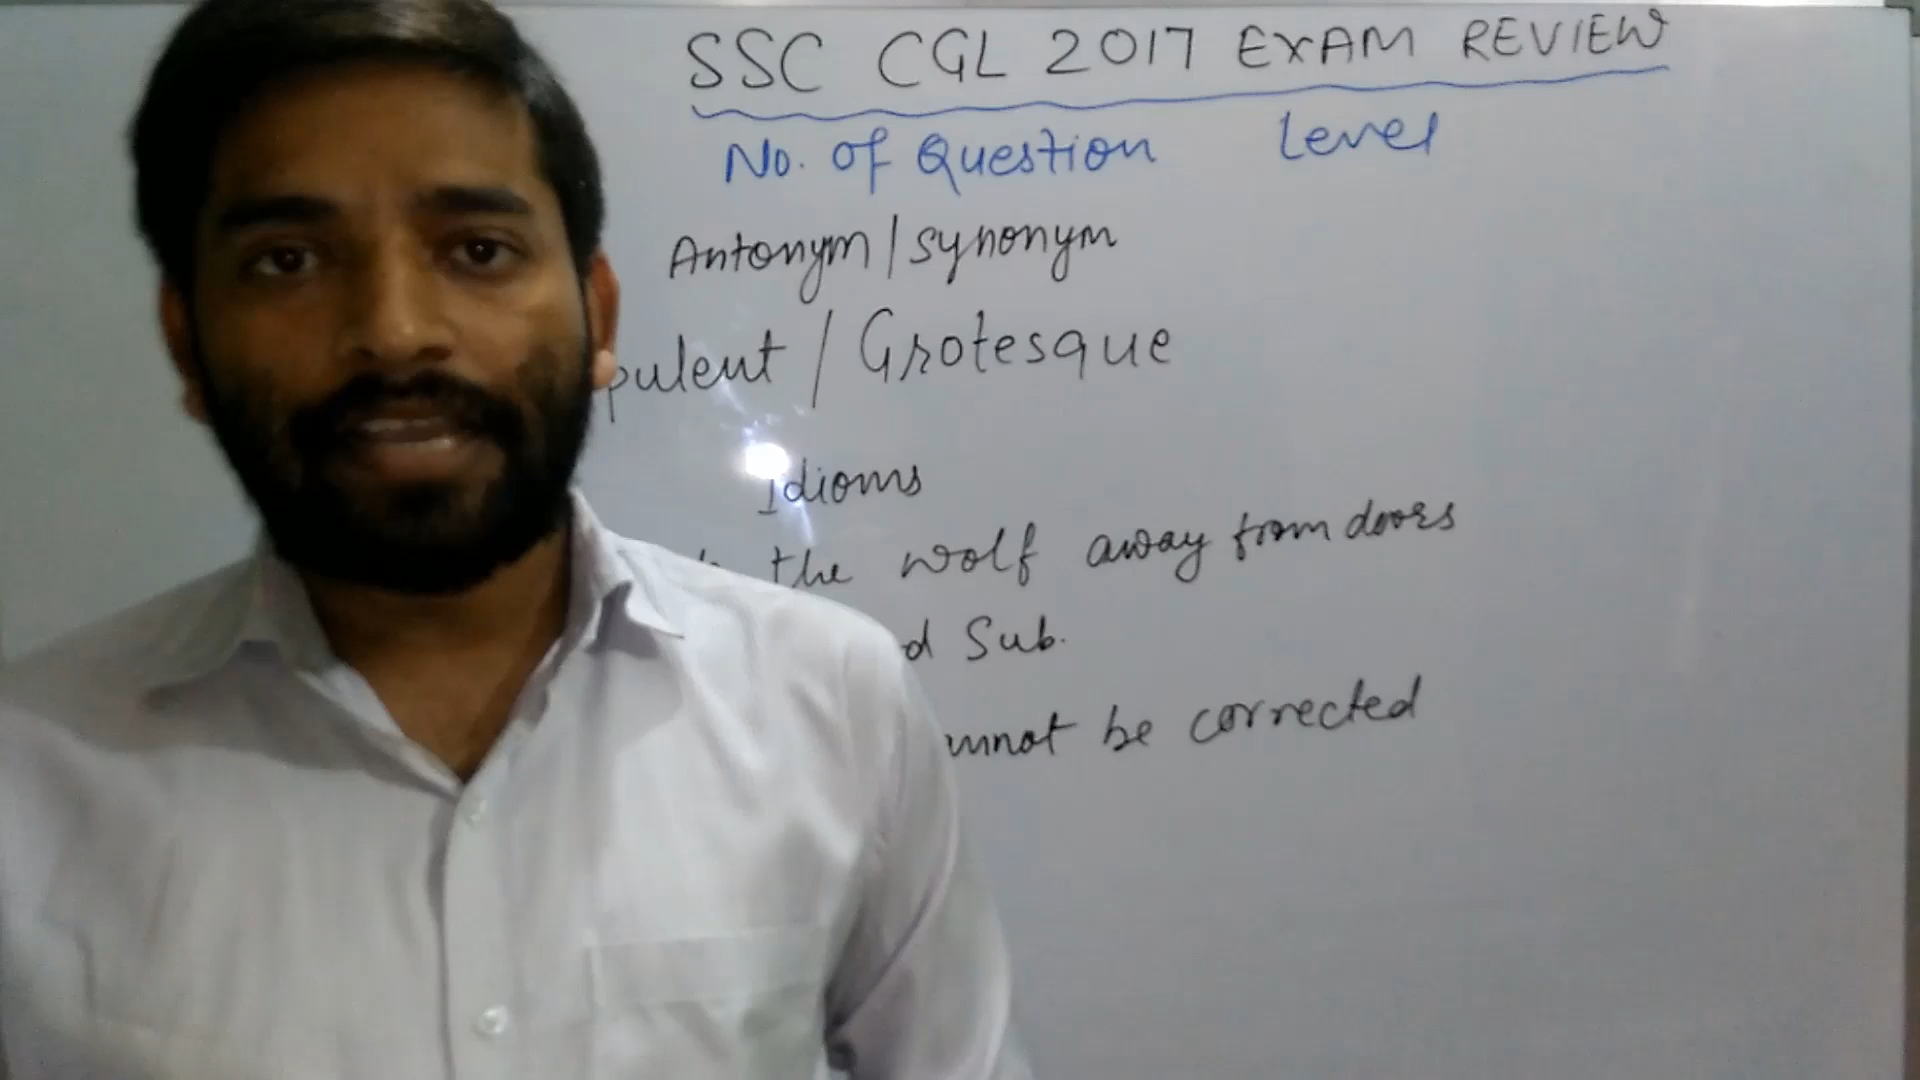 SSC CGL 2017 EXAM REVIEW
No. of Question Level
Antonym/synonym
pulent / Grotesque
Idioms
the wolf away from doors
d Sub.
nnot be corrected